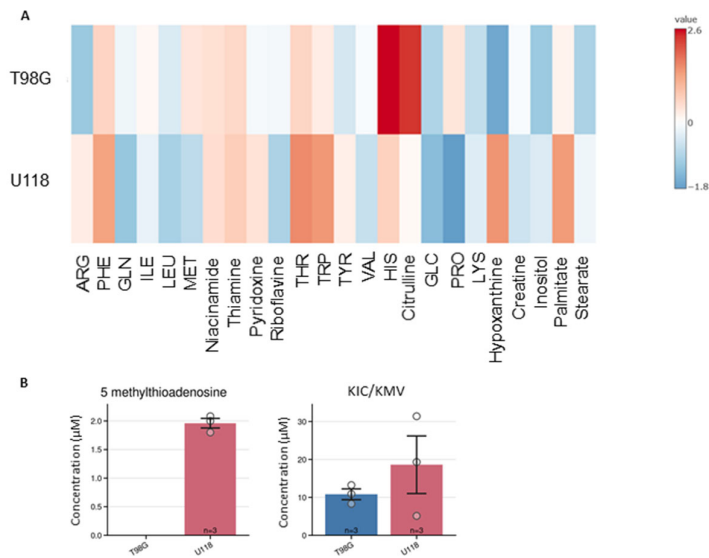 A
value
2.6
0
-1.8
T98G
U118
ARG
PHE
GLN
ILE
LEU
MET
Niacinamide
Thiamine
Pyridoxine
Riboflavine
THR
TRP
TYR
VAL
HIS
Citrulline
GLC
PRO
LYS
Hypoxanthine
Creatine
Inositol
Palmitate
Stearate
B
5 methylthioadenosine
Concentration (µM)
2.0
1.5
1.0
0.5
0.0
n=3
T98G
U118
KIC/KMV
Concentration (µM)
30
20
10
0
n=3
n=3
T98G
U118